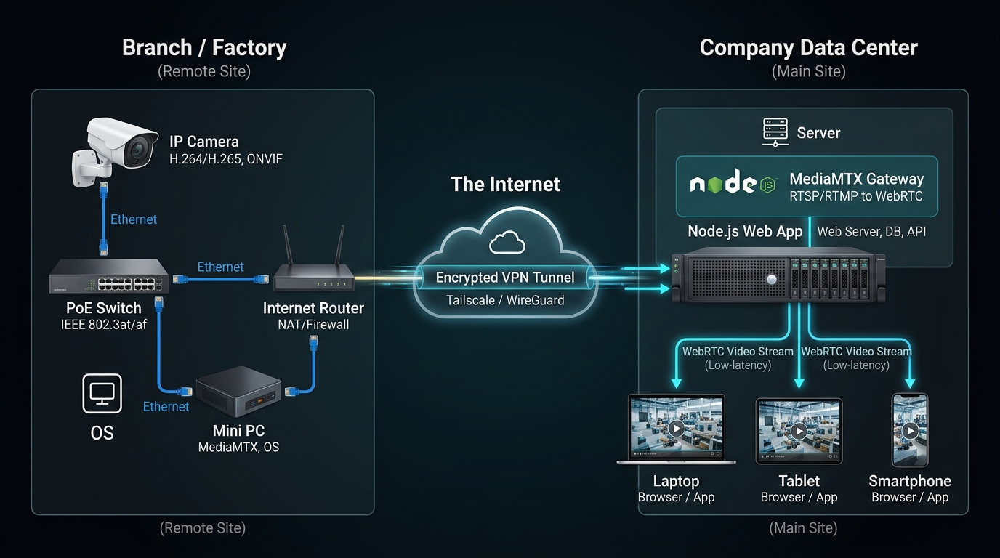 Branch / Factory
(Remote Site)
IP Camera
H.264/H.265, ONVIF
Ethernet
Ethernet
PoE Switch
IEEE 802.3at/af
Internet Router
NAT/Firewall
OS
Ethernet
Mini PC
MediaMTX, OS
(Remote Site)
The Internet
Encrypted VPN Tunnel
Tailscale / WireGuard
Company Data Center
(Main Site)
Server
node JS
MediaMTX Gateway
RTSP/RTMP to WebRTC
Node.js Web App
Web Server, DB, API
WebRTC Video Stream
(Low-latency)
WebRTC Video Stream
(Low-latency)
Laptop
Browser / App
Tablet
Browser / App
Smartphone
Browser / App
(Main Site)